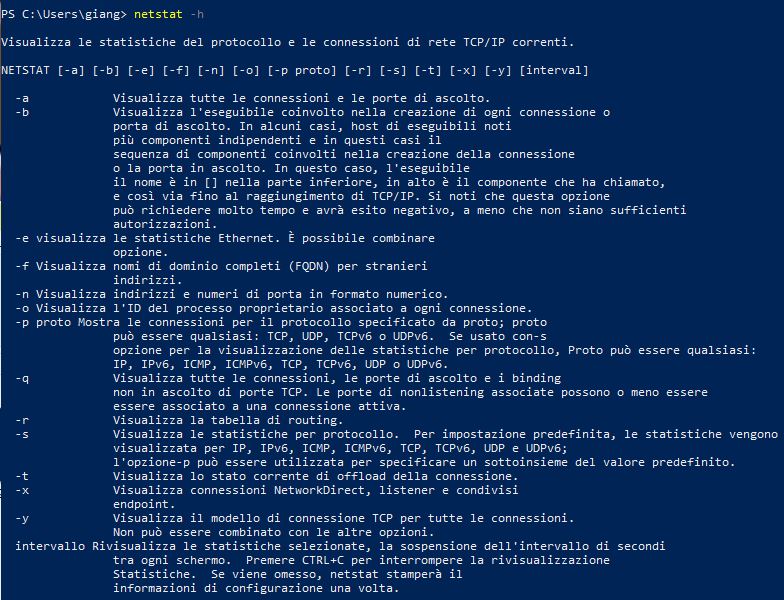 PS C:\Users\giang> netstat -h
Visualizza le statistiche del protocollo e le connessioni di rete TCP/IP correnti.
NETSTAT [-a] [-b] [-e] [-f] [-n] [-o] [-p proto] [-r] [-s] [-t] [-x] [-y] [interval]
-a Visualizza tutte le connessioni e le porte di ascolto.
-b Visualizza l'eseguibile coinvolto nella creazione di ogni connessione o
porta di ascolto. In alcuni casi, host di eseguibili noti
più componenti indipendenti e in questi casi il
sequenza di componenti coinvolti nella creazione della connessione
o la porta in ascolto. In questo caso, l'eseguibile
il nome è in [] nella parte inferiore, in alto è il componente che ha chiamato,
e così via fino al raggiungimento di TCP/IP. Si noti che questa opzione
può richiedere molto tempo e avrà esito negativo, a meno che non siano sufficienti
autorizzazioni.
-e visualizza le statistiche Ethernet. È possibile combinare
opzione.
-f Visualizza nomi di dominio completi (FQDN) per stranieri
indirizzi.
-n Visualizza indirizzi e numeri di porta in formato numerico.
-o Visualizza l'ID del processo proprietario associato a ogni connessione.
-p proto Mostra le connessioni per il protocollo specificato da proto; proto
può essere qualsiasi: TCP, UDP, TCPv6 o UDPv6. Se usato con-s
opzione per la visualizzazione delle statistiche per protocollo, Proto può essere qualsiasi:
IP, IPv6, ICMP, ICMPv6, TCP, TCPv6, UDP o UDPv6.
-q Visualizza tutte le connessioni, le porte di ascolto e i binding
non in ascolto di porte TCP. Le porte di nonlistening associate possono o meno essere
essere associato a una connessione attiva.
-r Visualizza la tabella di routing.
-s Visualizza le statistiche per protocollo. Per impostazione predefinita, le statistiche vengono
visualizzata per IP, IPv6, ICMP, ICMPv6, TCP, TCPv6, UDP e UDPv6;
l'opzione-p può essere utilizzata per specificare un sottoinsieme del valore predefinito.
-t Visualizza lo stato corrente di offload della connessione.
-x Visualizza connessioni NetworkDirect, listener e condivisi
endpoint.
-y Visualizza il modello di connessione TCP per tutte le connessioni.
Non può essere combinato con le altre opzioni.
intervallo Rivisualizza le statistiche selezionate, la sospensione dell'intervallo di secondi
tra ogni schermo. Premere CTRL+C per interrompere la rivisualizzazione
Statistiche. Se viene omesso, netstat stamperà il
informazioni di configurazione una volta.